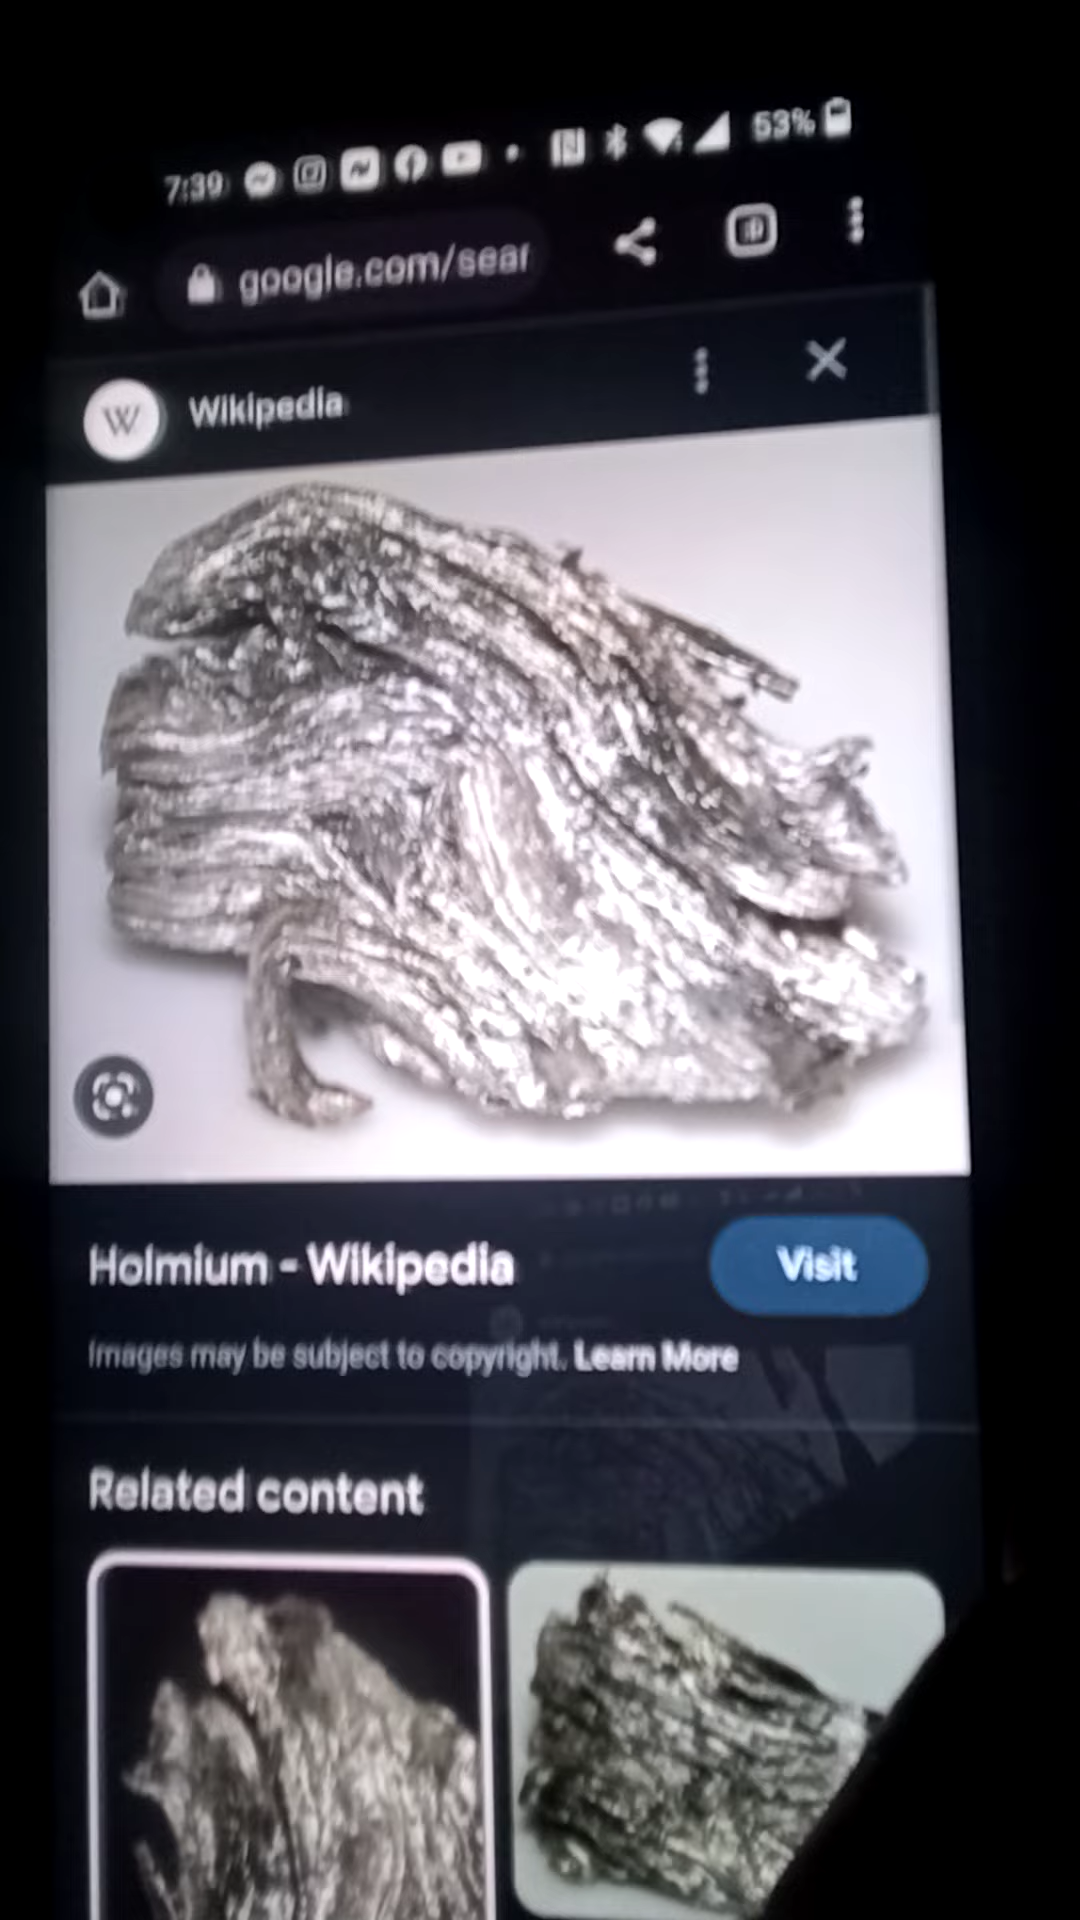 7:39 53%
google.com/sear
W Wikipedia
Holmium - Wikipedia
Visit
Images may be subject to copyright. Learn More
Related content